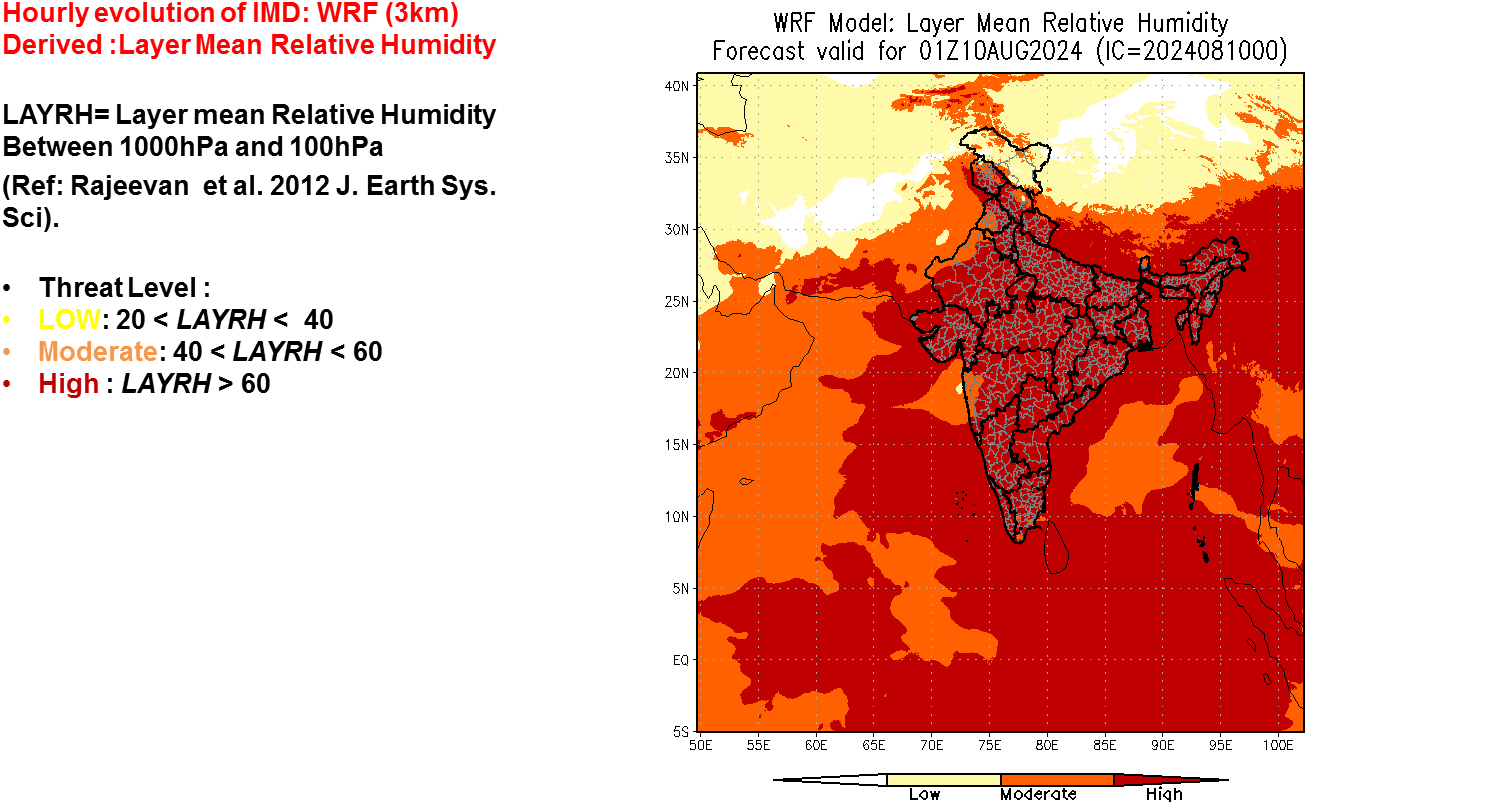 Hourly evolution of IMD: WRF (3km)
Derived :Layer Mean Relative Humidity
LAYRH= Layer mean Relative Humidity
Between 1000hPa and 100hPa
(Ref: Rajeevan et al. 2012 J. Earth Sys.
Sci).
• Threat Level :
• LOW: 20 < LAYRH < 40
• Moderate: 40 < LAYRH < 60
• High : LAYRH > 60
WRF Model: Layer Mean Relative Humidity
Forecast valid for 01Z10AUG2024 (IC=2024081000)
40N
35N
30N
25N
20N
15N
10N
5N
EQ
5S
50E 55E 60E 65E 70E 75E 80E 85E 90E 95E 100E
Low Moderate High